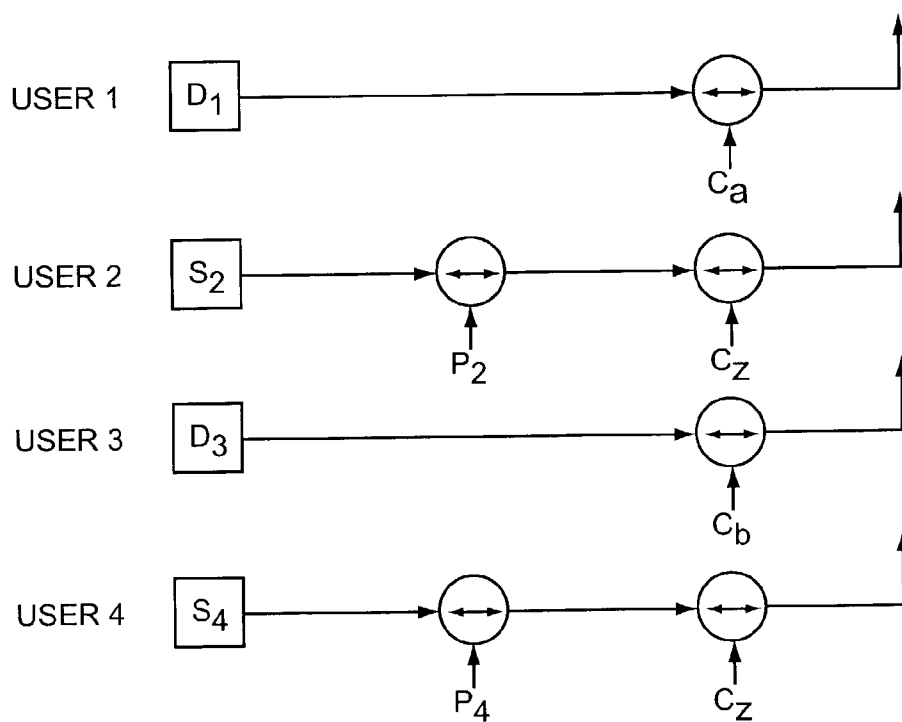 USER 1 D1
Ca
USER 2 S2
P2 Cz
USER 3 D3
Cb
USER 4 S4
P4 Cz